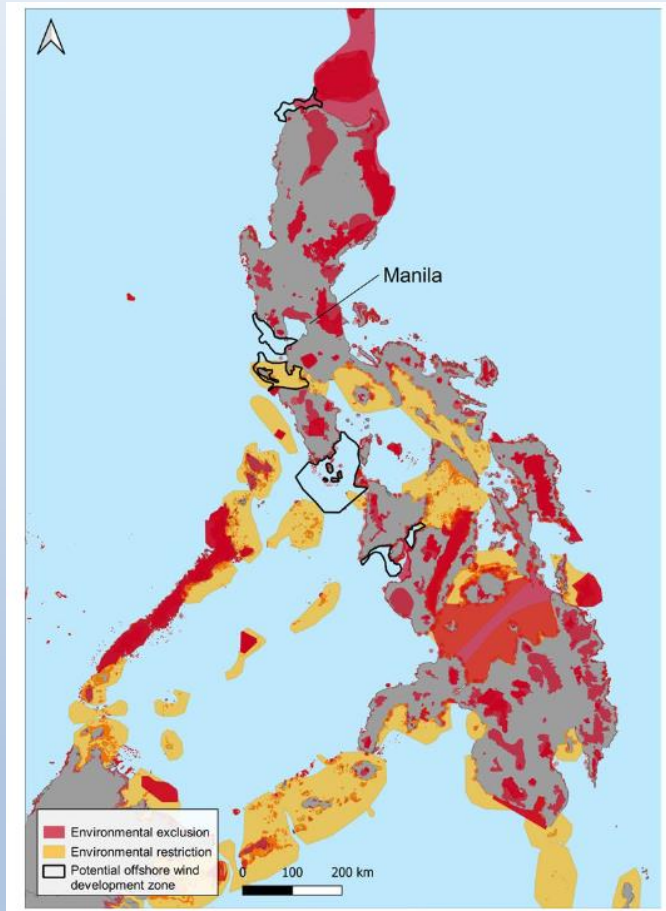 Manila
Environmental exclusion
Environmental restriction
Potential offshore wind
development zone
0 100 200 km